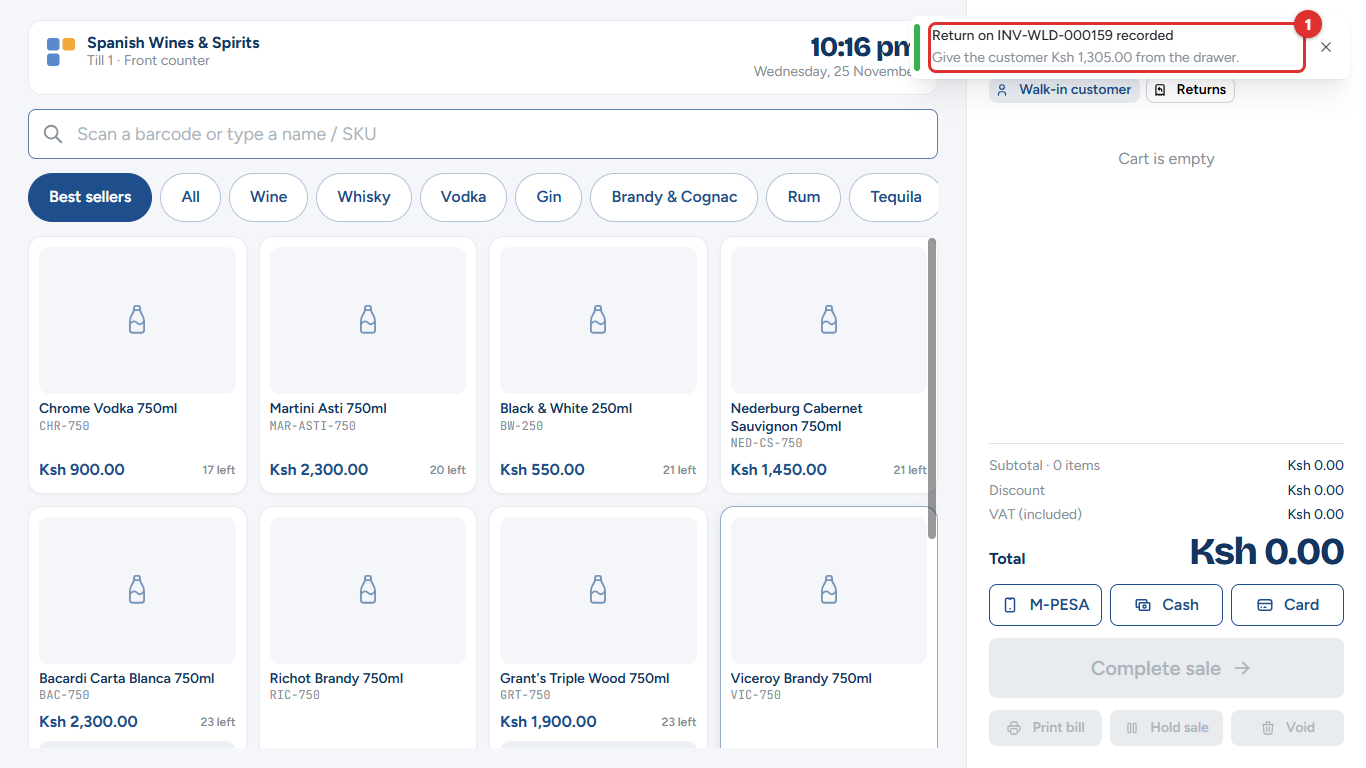 Spanish Wines & Spirits
Till 1 · Front counter
10:16 pm
Wednesday, 25
Return on INV-WLD-000159 recorded
Give the customer Ksh 1,305.00 from the drawer.
1
Walk-in customer
Returns
Scan a barcode or type a name / SKU
Cart is empty
Best sellers
All
Wine
Whisky
Vodka
Gin
Brandy & Cognac
Rum
Tequila
Chrome Vodka 750ml
CHR-750
Ksh 900.00
17 left
Martini Asti 750ml
MAR-ASTI-750
Ksh 2,300.00
20 left
Black & White 250ml
BW-250
Ksh 550.00
21 left
Nederburg Cabernet
Sauvignon 750ml
NED-CS-750
Ksh 1,450.00
21 left
Bacardi Carta Blanca 750ml
BAC-750
Ksh 2,300.00
23 left
Richot Brandy 750ml
RIC-750
Grant's Triple Wood 750ml
GRT-750
Ksh 1,900.00
23 left
Viceroy Brandy 750ml
VIC-750
Subtotal · 0 items
Ksh 0.00
Discount
Ksh 0.00
VAT (included)
Ksh 0.00
Total
Ksh 0.00
M-PESA
Cash
Card
Complete sale
Print bill
Hold sale
Void